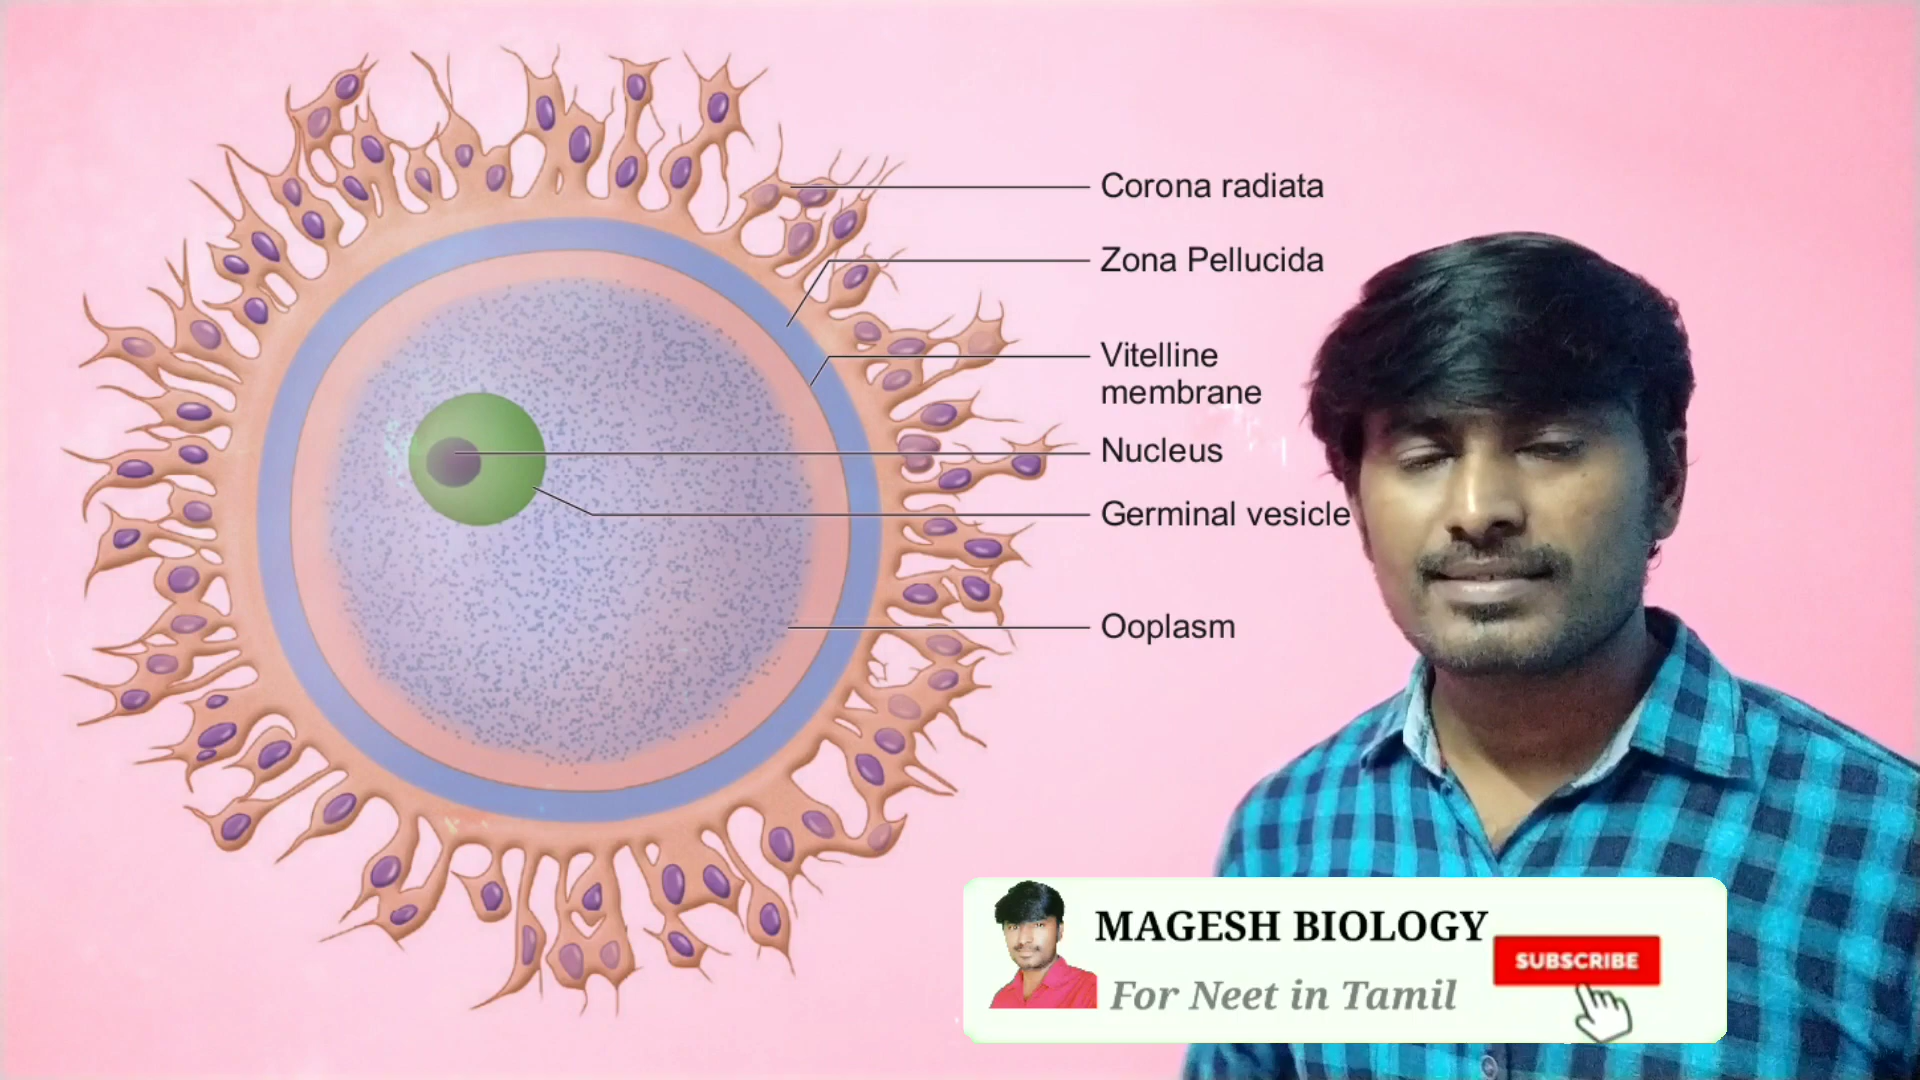 Corona radiata
Zona Pellucida
Vitelline
membrane
Nucleus
Germinal vesicle
Ooplasm
MAGESH BIOLOGY
SUBSCRIBE
For Neet in Tamil